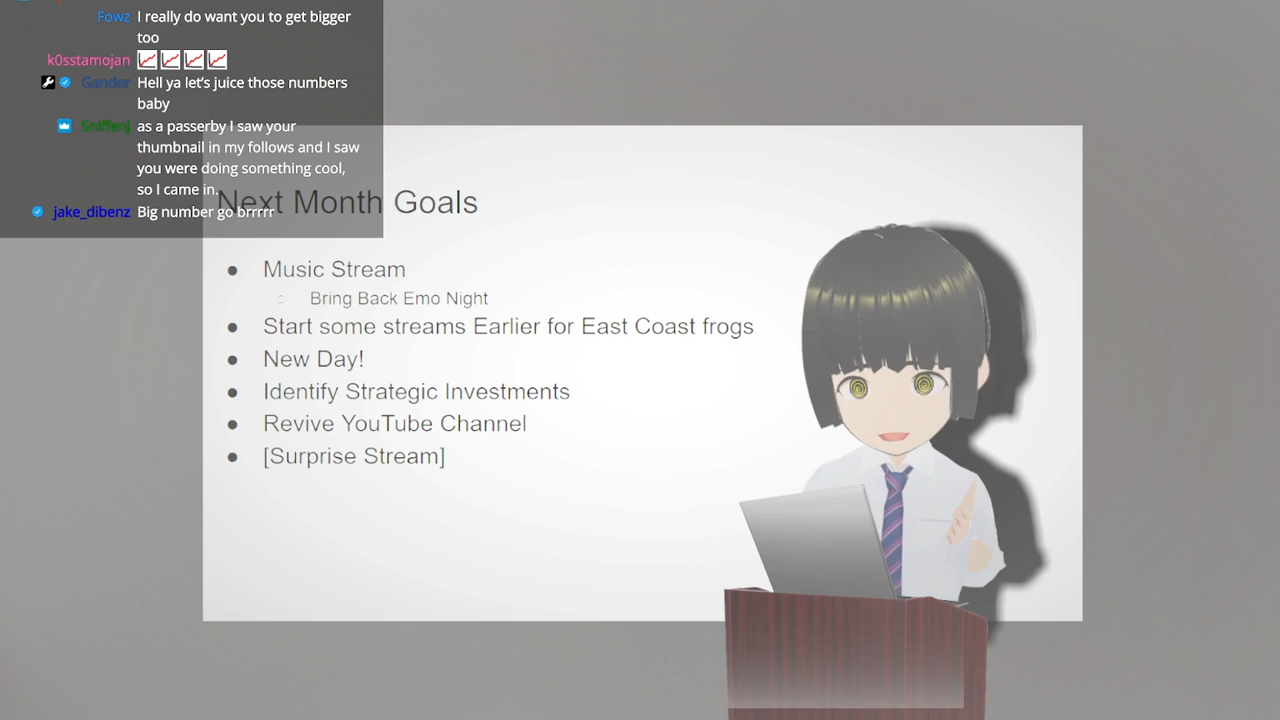 Fowz I really do want you to get bigger
too
k0sstamojan
Gander Hell ya let's juice those numbers
baby
Sniffenj as a passerby I saw your
thumbnail in my follows and I saw
you were doing something cool,
so I came in.
jake_dibenz Big number go brrrrr
Next Month Goals
● Music Stream
Bring Back Emo Night
● Start some streams Earlier for East Coast frogs
● New Day!
● Identify Strategic Investments
● Revive YouTube Channel
● [Surprise Stream]